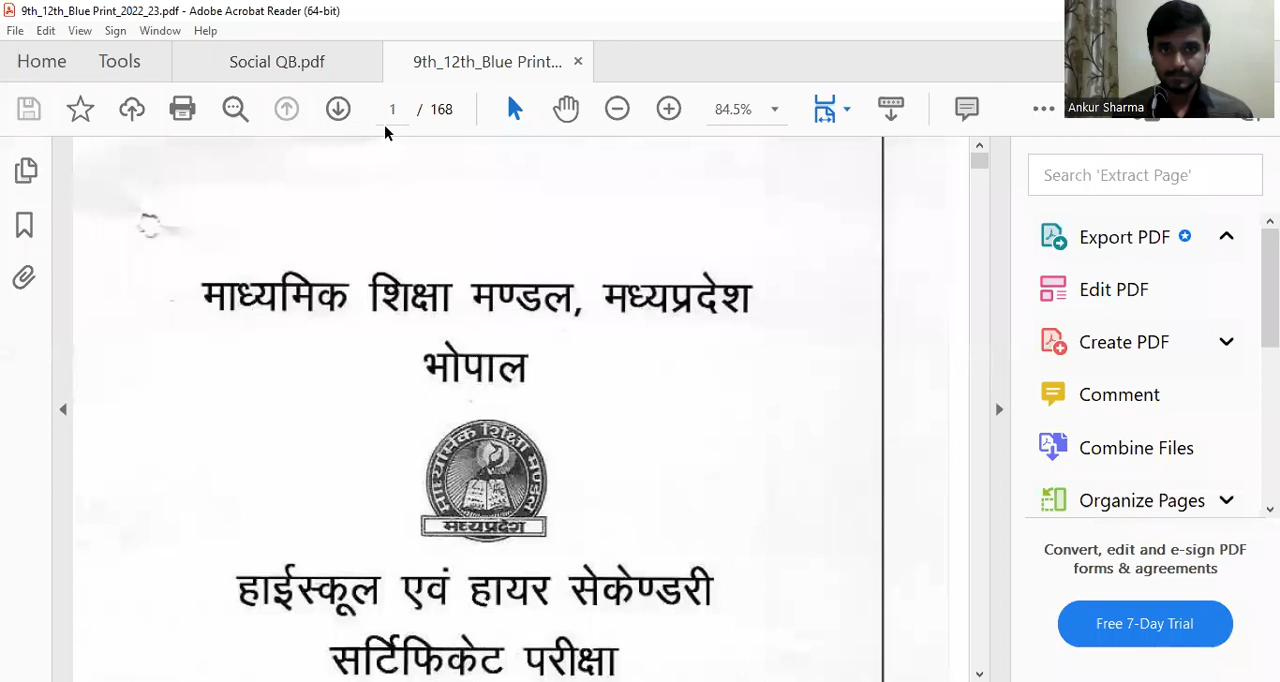 9th_12th_Blue Print_2022_23.pdf - Adobe Acrobat Reader (64-bit)
File Edit View Sign Window Help
Home Tools Social QB.pdf 9th_12th_Blue Print... ×
1 / 168 84.5%
Ankur Sharma
Search 'Extract Page'
Export PDF
Edit PDF
Create PDF
Comment
Combine Files
Organize Pages
Convert, edit and e-sign PDF
forms & agreements
Free 7-Day Trial
माध्यमिक शिक्षा मण्डल, मध्यप्रदेश
भोपाल
माध्यमिक शिक्षा मण्डल
मध्यप्रदेश
हाईस्कूल एवं हायर सेकेण्डरी
सर्टिफिकेट परीक्षा